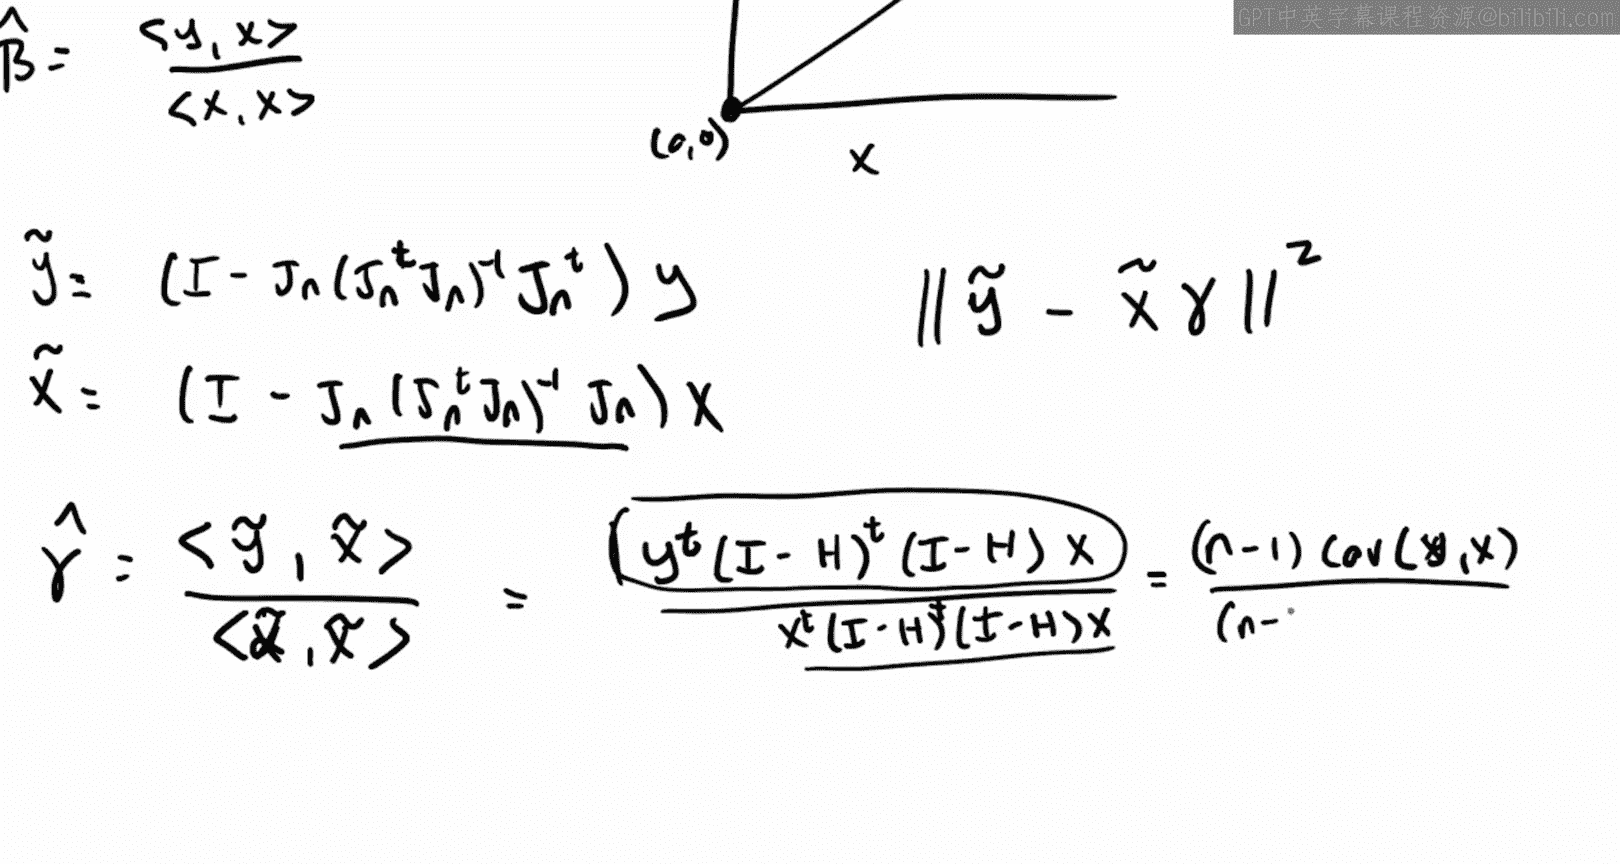 GPT中英字幕课程资源@bilibili.com
β̂ = <y, x> / <x, x>
(0,0)
x
ỹ = (I - Jn (Jn^t Jn)^-1 Jn^t) y
|| ỹ - x̃ γ ||^2
x̃ = (I - Jn (Jn^t Jn)^-1 Jn) x
γ̂ = <ỹ, x̃> / <x̃, x̃> = (y^t (I - H)^t (I - H) x / x^t (I - H)^t (I - H) x = (n - 1) cor(y, x) / (n -